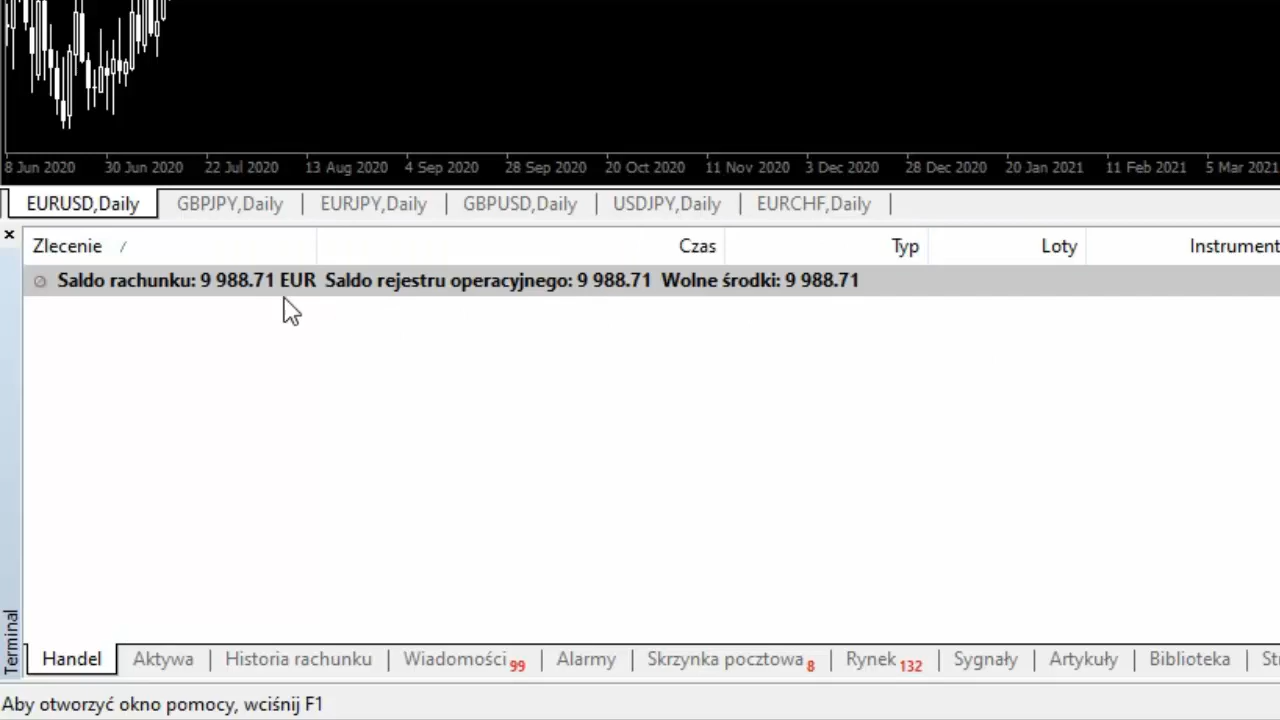 8 Jun 2020 30 Jun 2020 22 Jul 2020 13 Aug 2020 4 Sep 2020 28 Sep 2020 20 Oct 2020 11 Nov 2020 3 Dec 2020 28 Dec 2020 20 Jan 2021 11 Feb 2021 5 Mar 2021
EURUSD,Daily GBPJPY,Daily EURJPY,Daily GBPUSD,Daily USDJPY,Daily EURCHF,Daily
Zlecenie / Czas Typ Loty Instrument
Saldo rachunku: 9 988.71 EUR Saldo rejestru operacyjnego: 9 988.71 Wolne środki: 9 988.71
Terminal
Handel Aktywa Historia rachunku Wiadomości 99 Alarmy Skrzynka pocztowa 8 Rynek 132 Sygnały Artykuły Biblioteka
Aby otworzyć okno pomocy, wciśnij F1